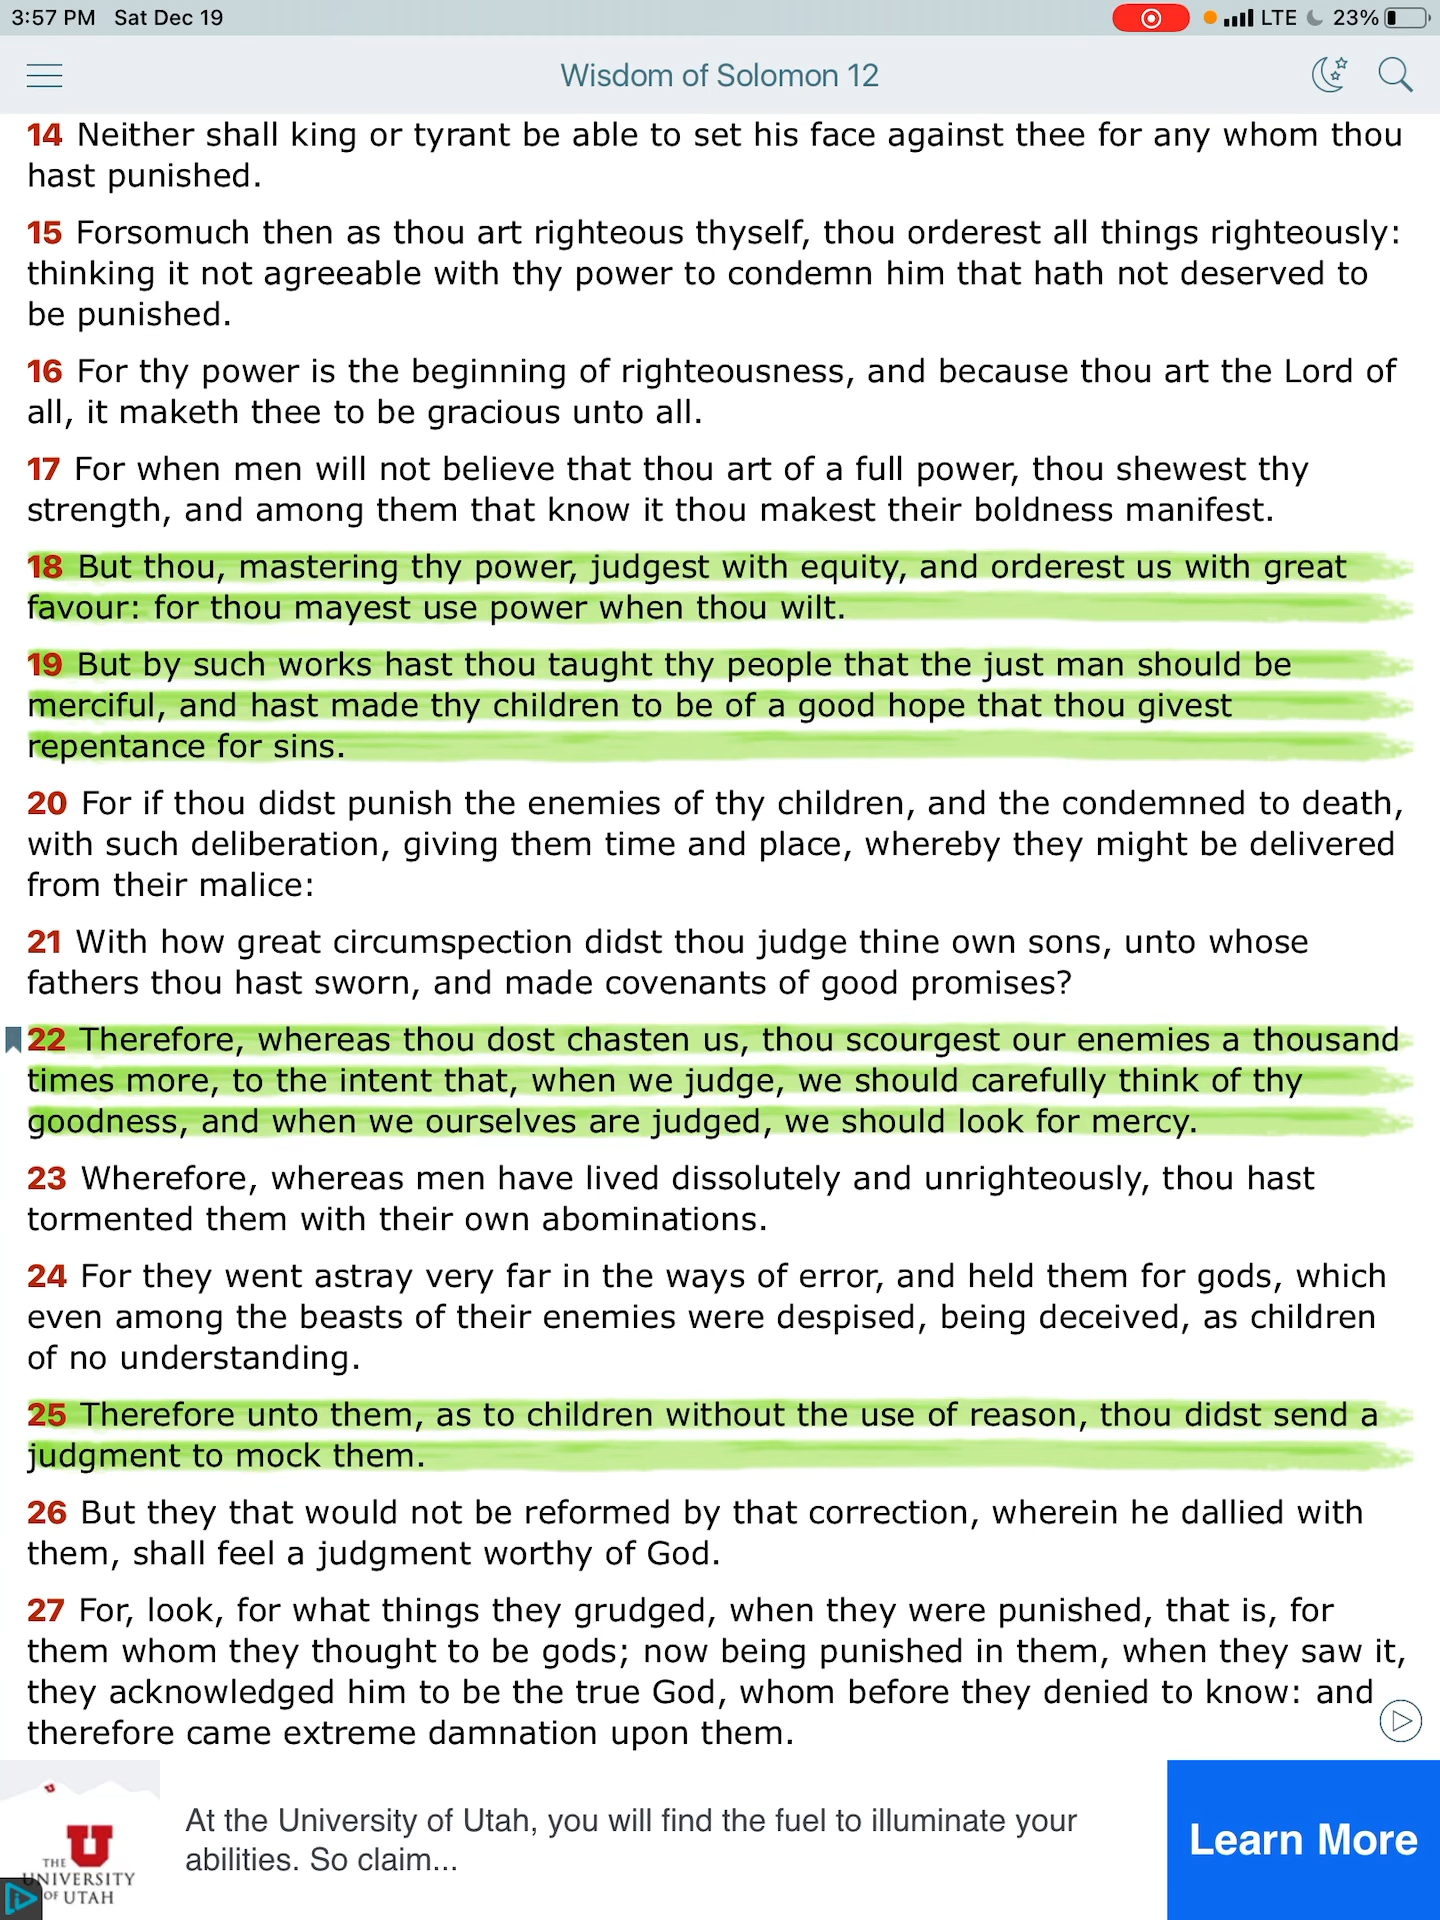 3:57 PM Sat Dec 19 LTE 23%
Wisdom of Solomon 12
14 Neither shall king or tyrant be able to set his face against thee for any whom thou
hast punished.
15 Forsomuch then as thou art righteous thyself, thou orderest all things righteously:
thinking it not agreeable with thy power to condemn him that hath not deserved to
be punished.
16 For thy power is the beginning of righteousness, and because thou art the Lord of
all, it maketh thee to be gracious unto all.
17 For when men will not believe that thou art of a full power, thou shewest thy
strength, and among them that know it thou makest their boldness manifest.
18 But thou, mastering thy power, judgest with equity, and orderest us with great
favour: for thou mayest use power when thou wilt.
19 But by such works hast thou taught thy people that the just man should be
merciful, and hast made thy children to be of a good hope that thou givest
repentance for sins.
20 For if thou didst punish the enemies of thy children, and the condemned to death,
with such deliberation, giving them time and place, whereby they might be delivered
from their malice:
21 With how great circumspection didst thou judge thine own sons, unto whose
fathers thou hast sworn, and made covenants of good promises?
22 Therefore, whereas thou dost chasten us, thou scourgest our enemies a thousand
times more, to the intent that, when we judge, we should carefully think of thy
goodness, and when we ourselves are judged, we should look for mercy.
23 Wherefore, whereas men have lived dissolutely and unrighteously, thou hast
tormented them with their own abominations.
24 For they went astray very far in the ways of error, and held them for gods, which
even among the beasts of their enemies were despised, being deceived, as children
of no understanding.
25 Therefore unto them, as to children without the use of reason, thou didst send a
judgment to mock them.
26 But they that would not be reformed by that correction, wherein he dallied with
them, shall feel a judgment worthy of God.
27 For, look, for what things they grudged, when they were punished, that is, for
them whom they thought to be gods; now being punished in them, when they saw it,
they acknowledged him to be the true God, whom before they denied to know: and
therefore came extreme damnation upon them.
U
THE
UNIVERSITY
OF UTAH
At the University of Utah, you will find the fuel to illuminate your
abilities. So claim...
Learn More